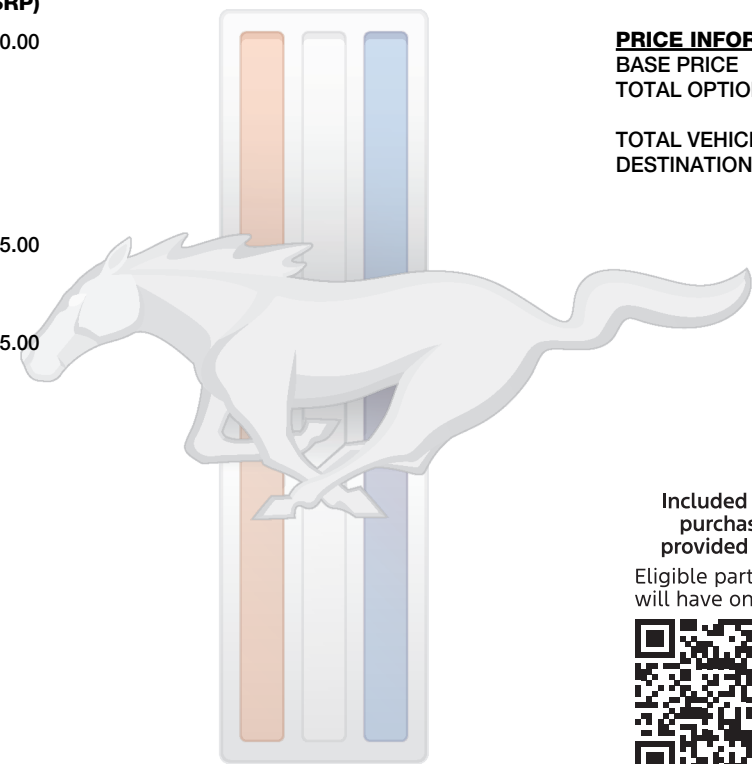 SRP)
0.00
5.00
5.00
PRICE INFOR
BASE PRICE
TOTAL OPTIO
TOTAL VEHIC
DESTINATION
Included
purchas
provided
Eligible part
will have on